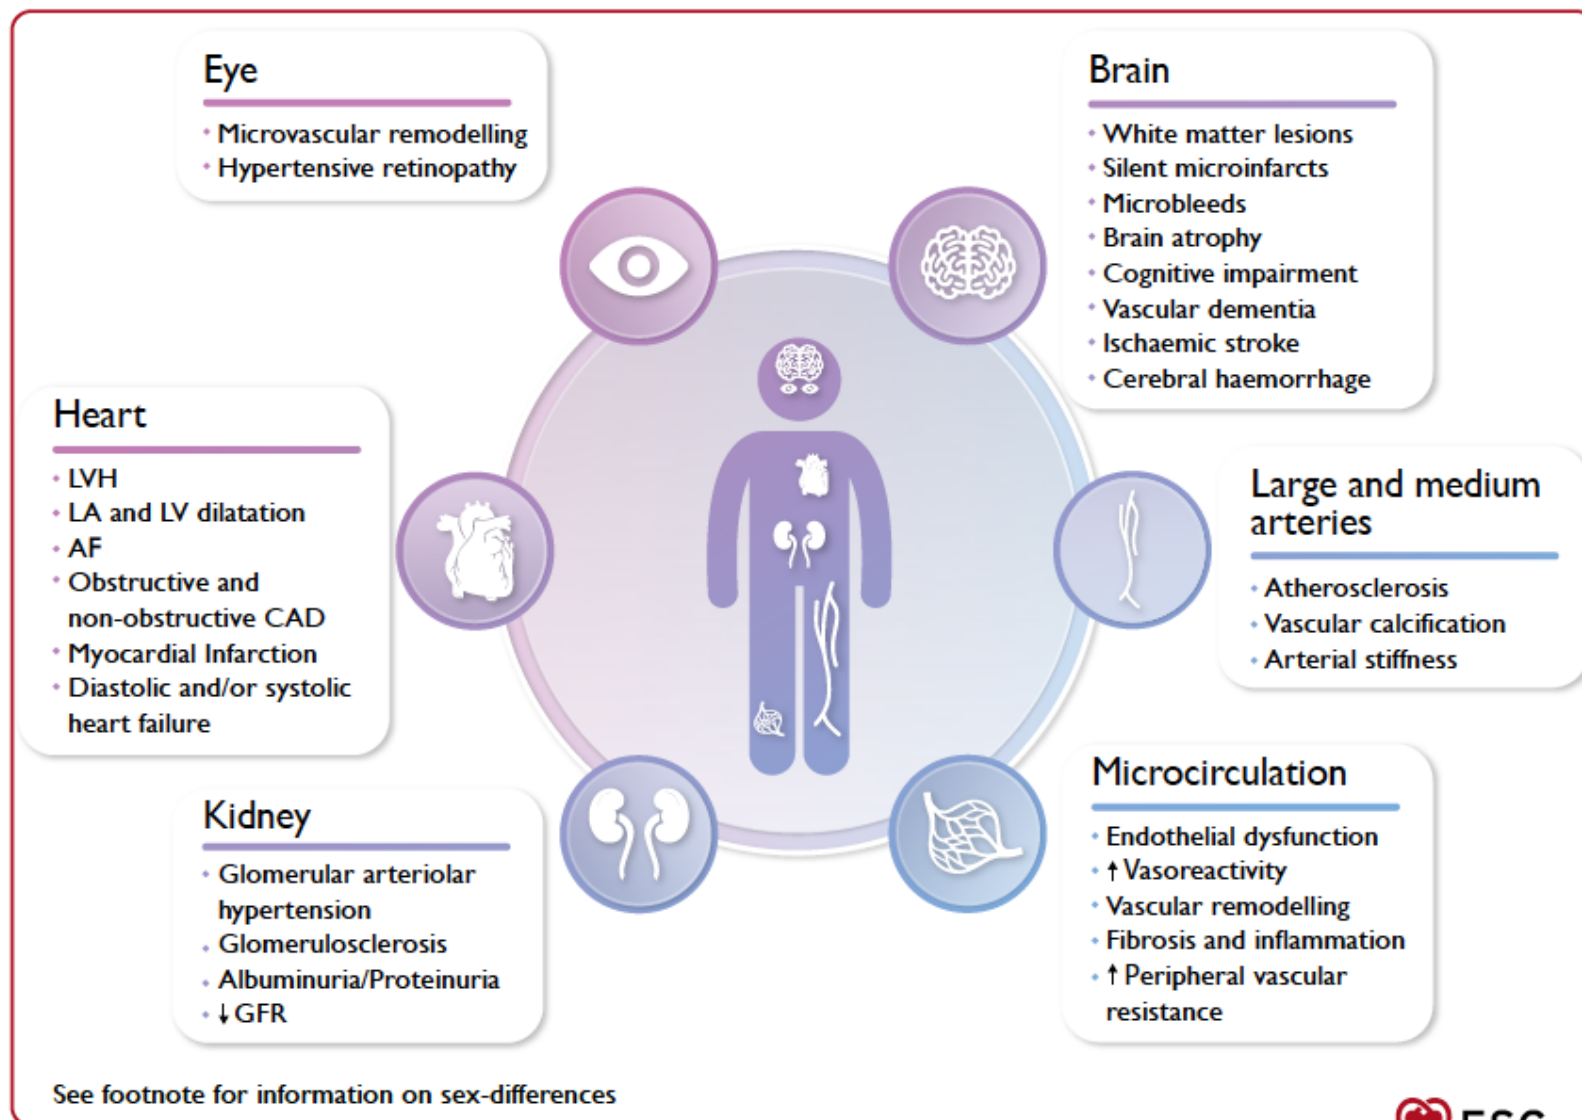 Eye
Microvascular remodelling
Hypertensive retinopathy
Brain
White matter lesions
Silent microinfarcts
Microbleeds
Brain atrophy
Cognitive impairment
Vascular dementia
Ischaemic stroke
Cerebral haemorrhage
Heart
LVH
LA and LV dilatation
AF
Obstructive and
non-obstructive CAD
Myocardial Infarction
Diastolic and/or systolic
heart failure
Large and medium
arteries
Atherosclerosis
Vascular calcification
Arterial stiffness
Kidney
Glomerular arteriolar
hypertension
Glomerulosclerosis
Albuminuria/Proteinuria
↓ GFR
Microcirculation
Endothelial dysfunction
↑ Vasoreactivity
Vascular remodelling
Fibrosis and inflammation
↑ Peripheral vascular
resistance
See footnote for information on sex-differences
ESC